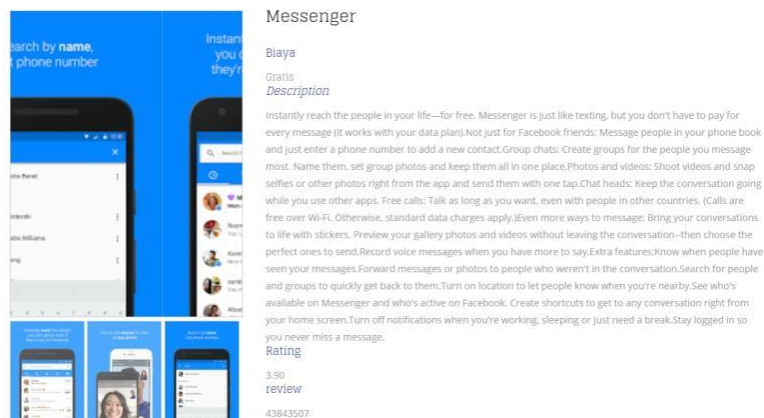 Messenger
Biaya
Gratis
Description
Instantly reach the people in your life—for free. Messenger is just like texting, but you don't have to pay for
every message (it works with your data plan).Not just for Facebook friends: Message people in your phone book
and just enter a phone number to add a new contact.Group chats: Create groups for the people you message
most. Name them, set group photos and keep them all in one place.Photos and videos: Shoot videos and snap
selfies or other photos right from the app and send them with one tap.Chat heads: Keep the conversation going
while you use other apps. Free calls: Talk as long as you want, even with people in other countries. (Calls are
free over Wi-Fi. Otherwise, standard data charges apply.)Even more ways to message: Bring your conversations
to life with stickers. Preview your gallery photos and videos without leaving the conversation--then choose the
perfect ones to send.Record voice messages when you have more to say.Extra features:Know when people have
seen your messages.Forward messages or photos to people who weren't in the conversation.Search for people
and groups to quickly get back to them.Turn on location to let people know when you're nearby.See who's
available on Messenger and who's active on Facebook. Create shortcuts to get to any conversation right from
your home screen.Turn off notifications when you're working, sleeping or just need a break.Stay logged in so
you never miss a message.
Rating
3.90
review
43843507
earch by name,
phone number
Instan
you
they'r